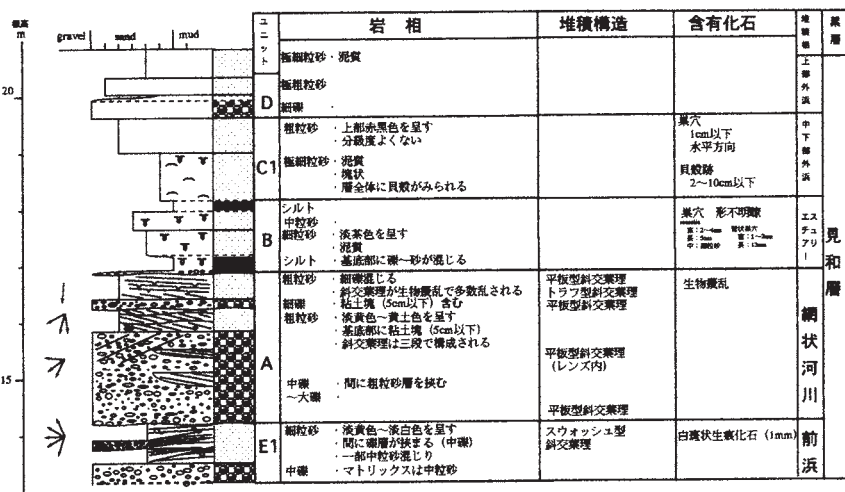 標高
m
gravel
sand
mud
ユニット
岩 相
堆積構造
含有化石
堆積相
累層
極細粒砂・泥質
極粗粒砂
細礫
D
上部外浜
20
粗粒砂 ・上部赤黒色を呈す
・分級度よくない
極細粒砂・泥質
・塊状
・層全体に貝殻がみられる
C1
巣穴
1cm以下
水平方向
貝殻跡
2〜10cm以下
中下部外浜
シルト
中粒砂
細粒砂 ・淡茶色を呈す
・泥質
シルト ・基底部に礫〜砂が混じる
B
巣穴 形不明瞭
エスチュアリー
見和層
粗粒砂 ・細礫混じる
・斜交葉理が生物擾乱で多数乱される
細礫 ・粘土塊（5cm以下）含む
粗粒砂 ・淡黄色〜黄土色を呈す
・基底部に粘土塊（5cm以下）
・斜交葉理は三段で構成される
中礫 ・間に粗粒砂層を挟む
〜大礫
A
平板型斜交葉理
トラフ型斜交葉理
平板型斜交葉理
平板型斜交葉理
（レンズ内）
平板型斜交葉理
生物擾乱
網状河川
15
細粒砂 ・淡黄色〜淡白色を呈す
・間に礫層が挟まる（中礫）
・一部中粒砂混じり
中礫 ・マトリックスは中粒砂
E1
スウォッシュ型
斜交葉理
白斑状生痕化石（1mm）
前浜